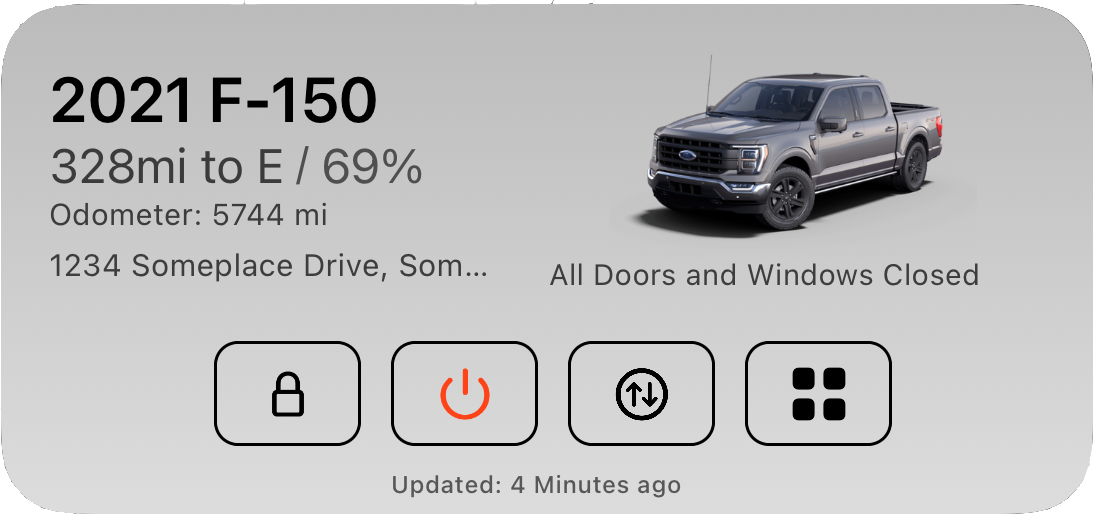 2021 F-150
328mi to E / 69%
Odometer: 5744 mi
1234 Someplace Drive, Som...
All Doors and Windows Closed
Updated: 4 Minutes ago